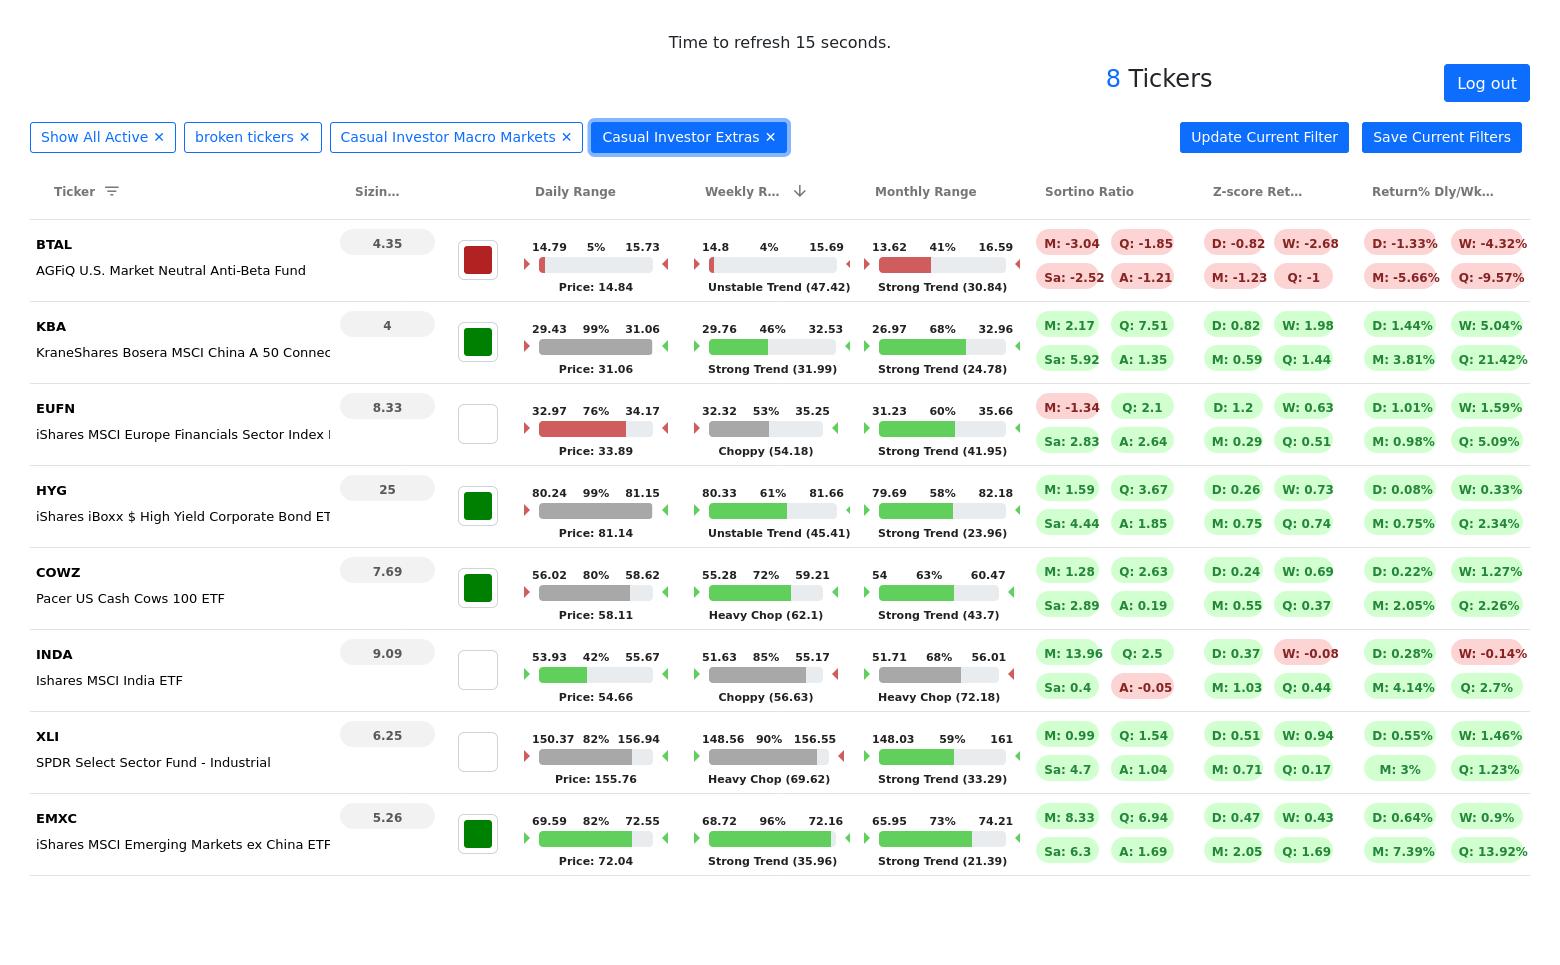 Time to refresh 15 seconds.
8 Tickers
Log out
Show All Active ✕ broken tickers ✕ Casual Investor Macro Markets ✕ Casual Investor Extras ✕ Update Current Filter Save Current Filters
Ticker Sizin... Daily Range Weekly R... Monthly Range Sortino Ratio Z-score Ret... Return% Dly/Wk...
BTAL 4.35 14.79 5% 15.73 14.8 4% 15.69 13.62 41% 16.59 M: -3.04 Q: -1.85 D: -0.82 W: -2.68 D: -1.33% W: -4.32%
AGFiQ U.S. Market Neutral Anti-Beta Fund Price: 14.84 Unstable Trend (47.42) Strong Trend (30.84) Sa: -2.52 A: -1.21 M: -1.23 Q: -1 M: -5.66% Q: -9.57%
KBA 4 29.43 99% 31.06 29.76 46% 32.53 26.97 68% 32.96 M: 2.17 Q: 7.51 D: 0.82 W: 1.98 D: 1.44% W: 5.04%
KraneShares Bosera MSCI China A 50 Connec Price: 31.06 Strong Trend (31.99) Strong Trend (24.78) Sa: 5.92 A: 1.35 M: 0.59 Q: 1.44 M: 3.81% Q: 21.42%
EUFN 8.33 32.97 76% 34.17 32.32 53% 35.25 31.23 60% 35.66 M: -1.34 Q: 2.1 D: 1.2 W: 0.63 D: 1.01% W: 1.59%
iShares MSCI Europe Financials Sector Index Price: 33.89 Choppy (54.18) Strong Trend (41.95) Sa: 2.83 A: 2.64 M: 0.29 Q: 0.51 M: 0.98% Q: 5.09%
HYG 25 80.24 99% 81.15 80.33 61% 81.66 79.69 58% 82.18 M: 1.59 Q: 3.67 D: 0.26 W: 0.73 D: 0.08% W: 0.33%
iShares iBoxx $ High Yield Corporate Bond ET Price: 81.14 Unstable Trend (45.41) Strong Trend (23.96) Sa: 4.44 A: 1.85 M: 0.75 Q: 0.74 M: 0.75% Q: 2.34%
COWZ 7.69 56.02 80% 58.62 55.28 72% 59.21 54 63% 60.47 M: 1.28 Q: 2.63 D: 0.24 W: 0.69 D: 0.22% W: 1.27%
Pacer US Cash Cows 100 ETF Price: 58.11 Heavy Chop (62.1) Strong Trend (43.7) Sa: 2.89 A: 0.19 M: 0.55 Q: 0.37 M: 2.05% Q: 2.26%
INDA 9.09 53.93 42% 55.67 51.63 85% 55.17 51.71 68% 56.01 M: 13.96 Q: 2.5 D: 0.37 W: -0.08 D: 0.28% W: -0.14%
Ishares MSCI India ETF Price: 54.66 Choppy (56.63) Heavy Chop (72.18) Sa: 0.4 A: -0.05 M: 1.03 Q: 0.44 M: 4.14% Q: 2.7%
XLI 6.25 150.37 82% 156.94 148.56 90% 156.55 148.03 59% 161 M: 0.99 Q: 1.54 D: 0.51 W: 0.94 D: 0.55% W: 1.46%
SPDR Select Sector Fund - Industrial Price: 155.76 Heavy Chop (69.62) Strong Trend (33.29) Sa: 4.7 A: 1.04 M: 0.71 Q: 0.17 M: 3% Q: 1.23%
EMXC 5.26 69.59 82% 72.55 68.72 96% 72.16 65.95 73% 74.21 M: 8.33 Q: 6.94 D: 0.47 W: 0.43 D: 0.64% W: 0.9%
iShares MSCI Emerging Markets ex China ETF Price: 72.04 Strong Trend (35.96) Strong Trend (21.39) Sa: 6.3 A: 1.69 M: 2.05 Q: 1.69 M: 7.39% Q: 13.92%